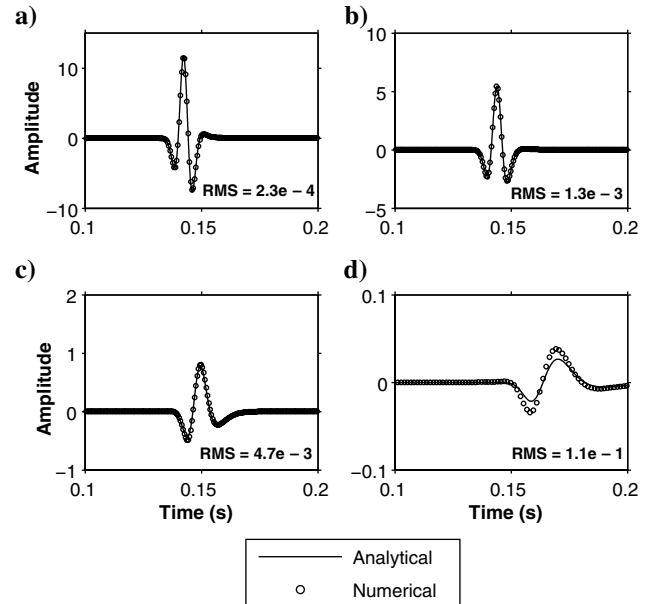 a)
b)
10
0
−10
0.1
0.15
0.2
Amplitude
RMS = 2.3e − 4
10
5
0
−5
0.1
0.15
0.2
RMS = 1.3e − 3
c)
d)
2
1
0
−1
0.1
0.15
0.2
Amplitude
Time (s)
RMS = 4.7e − 3
0.1
0
−0.1
0.1
0.15
0.2
Time (s)
RMS = 1.1e − 1
Analytical
Numerical